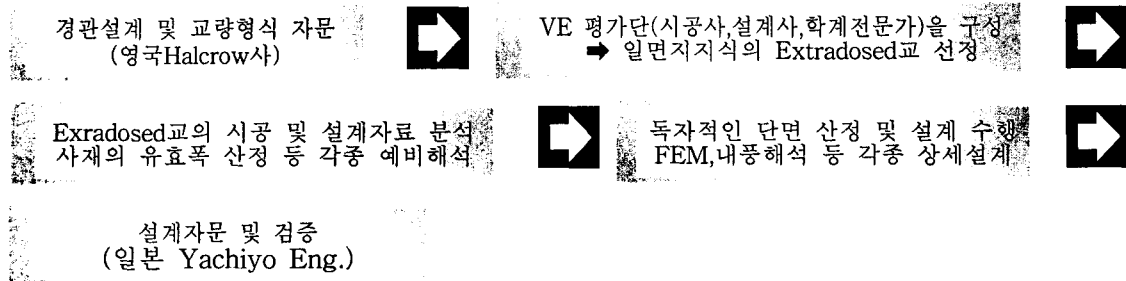 경관설계 및 교량형식 자문
(영국Halcrow사)
VE 평가단(시공사,설계사,학계전문가)을 구성
➡ 일면지지식의 Extradosed교 선정
Exradosed교의 시공 및 설계자료 분석
사재의 유효폭 산정 등 각종 예비해석
독자적인 단면 산정 및 설계 수행
FEM,내풍해석 등 각종 상세설계
설계자문 및 검증
(일본 Yachiyo Eng.)